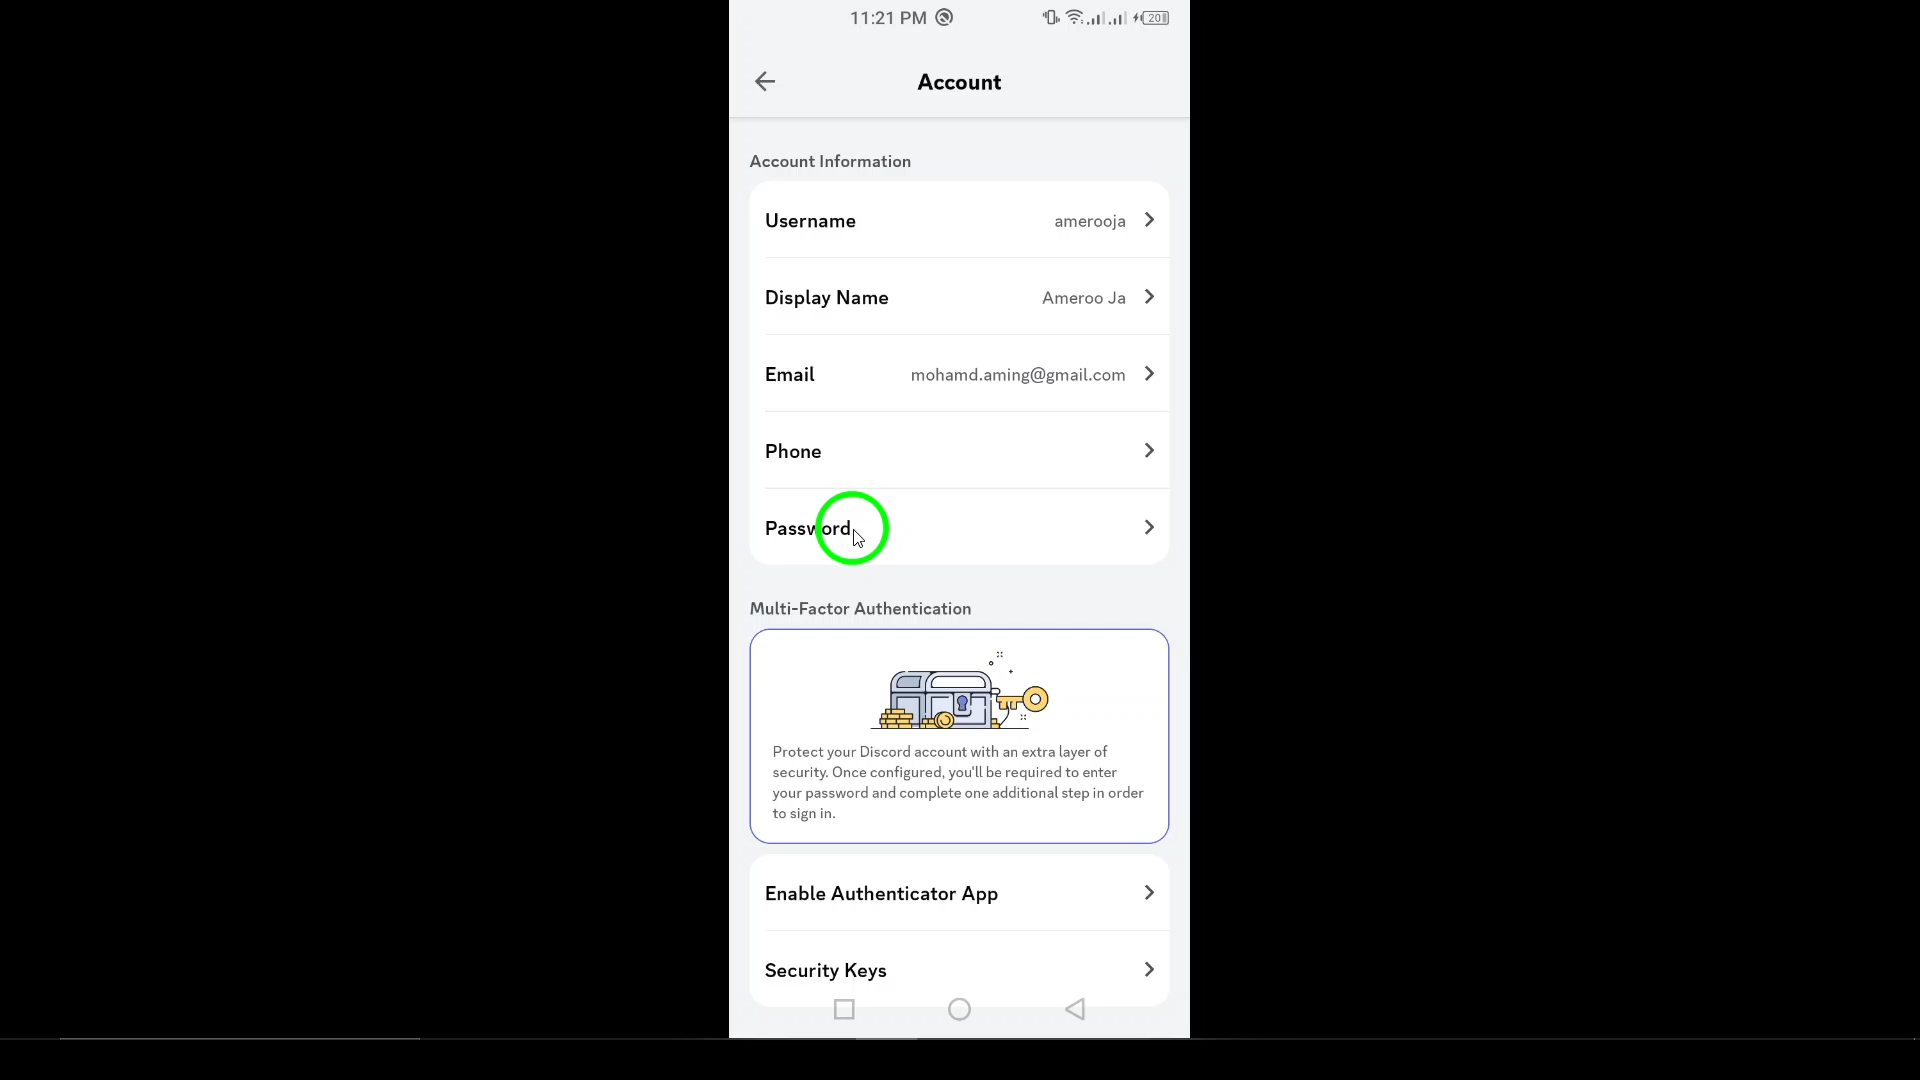 11:21 PM
20
Account
Account Information
Username amerooja
Display Name Ameroo Ja
Email mohamd.aming@gmail.com
Phone
Password
Multi-Factor Authentication
Protect your Discord account with an extra layer of
security. Once configured, you'll be required to enter
your password and complete one additional step in order
to sign in.
Enable Authenticator App
Security Keys